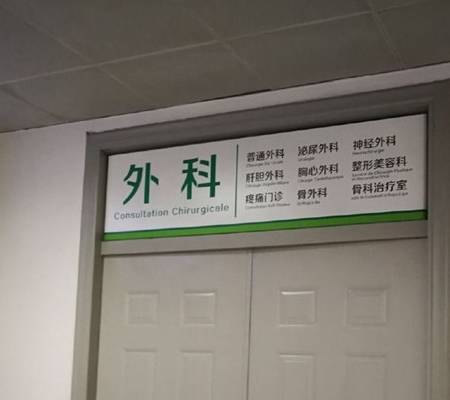 外科
Consultation Chirurgicale
普通外科 泌尿外科 神经外科
肝胆外科 胸心外科 整形美容科
疼痛门诊 骨外科 骨科治疗室